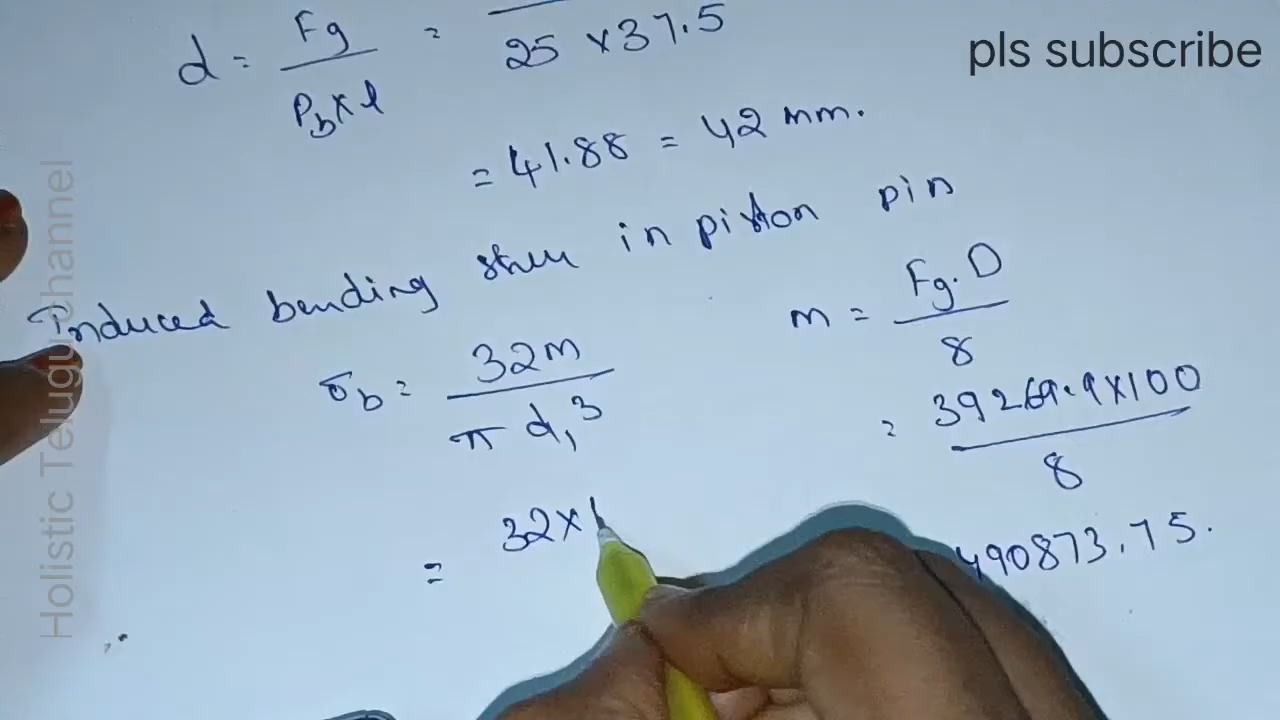 pls subscribe
d = Fg / Pb x l = 25 x 37.5
= 41.88 = 42 mm.
Induced bending stress in piston pin
σb = 32m / π d1³
m = Fg. D / 8
= 39269.9 x 100 / 8
490873.75.
= 32 x
Holistic Telugu Channel